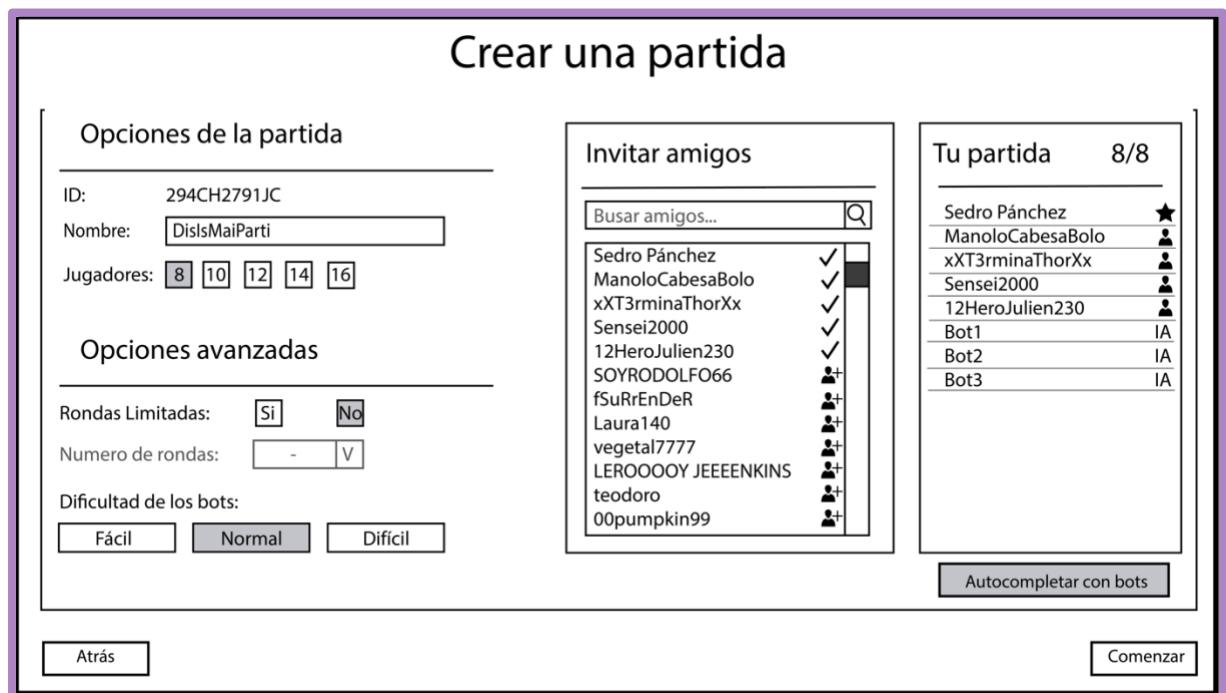 Crear una partida
Opciones de la partida
ID: 294CH2791JC
Nombre: DisIsMaiParti
Jugadores: 8 10 12 14 16
Opciones avanzadas
Rondas Limitadas: Si No
Numero de rondas: - V
Dificultad de los bots:
Fácil Normal Difícil
Invitar amigos
Busar amigos...
Sedro Pánchez
ManoloCabesaBolo
xXT3rminaThorXx
Sensei2000
12HeroJulien230
SOYRODOLFO66
fSuRrEnDeR
Laura140
vegetal7777
LEROOOOY JEEEENKINS
teodoro
00pumpkin99
Tu partida 8/8
Sedro Pánchez
ManoloCabesaBolo
xXT3rminaThorXx
Sensei2000
12HeroJulien230
Bot1 IA
Bot2 IA
Bot3 IA
Autocompletar con bots
Atrás
Comenzar